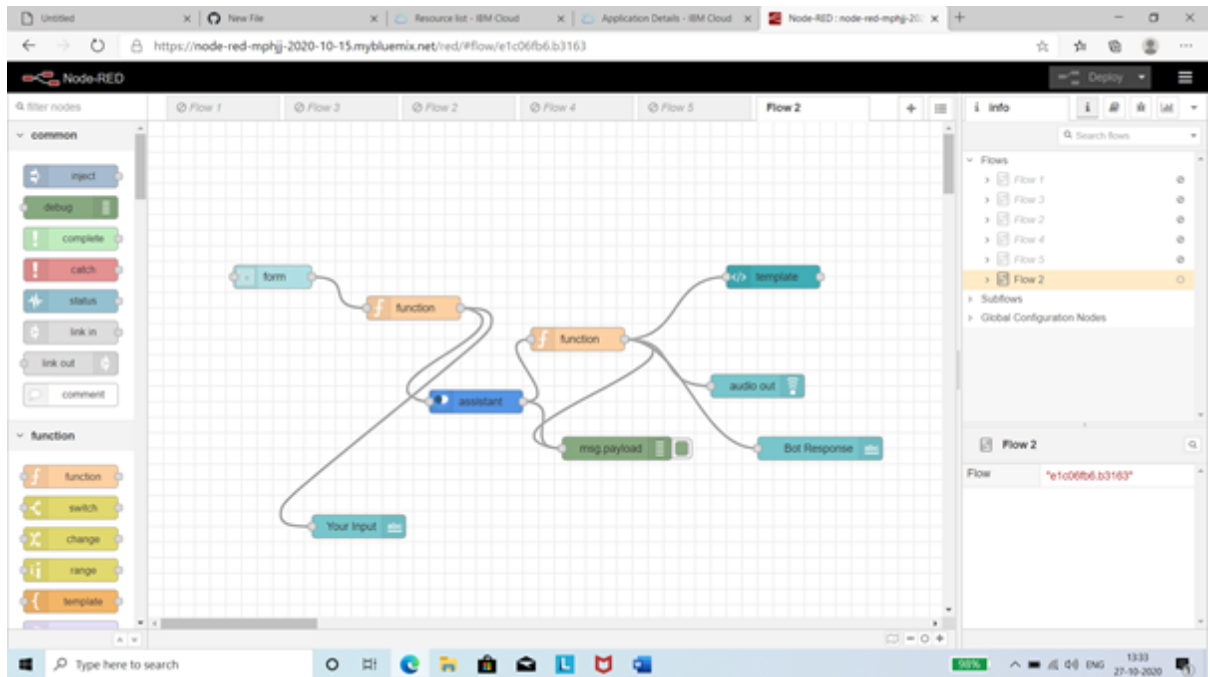 Untitled
New File
Resource list - IBM Cloud
Application Details - IBM Cloud
Node-RED : node-red-mphjj-20
https://node-red-mphjj-2020-10-15.mybluemix.net/red/#flow/e1c06fb6.b3163
Node-RED
Deploy
filter nodes
Flow 1
Flow 3
Flow 2
Flow 4
Flow 5
Flow 2
i info
Search flows
common
inject
debug
complete
catch
status
link in
link out
comment
function
function
switch
change
range
template
form
function
template
function
assistant
audio out
msg.payload
Bot Response
abc
Your Input
abc
Flows
Flow 1
Flow 3
Flow 2
Flow 4
Flow 5
Flow 2
Subflows
Global Configuration Nodes
Flow 2
Flow
"e1c06fb6.b3163"
Type here to search
98%
ENG
13:33
27-10-2020